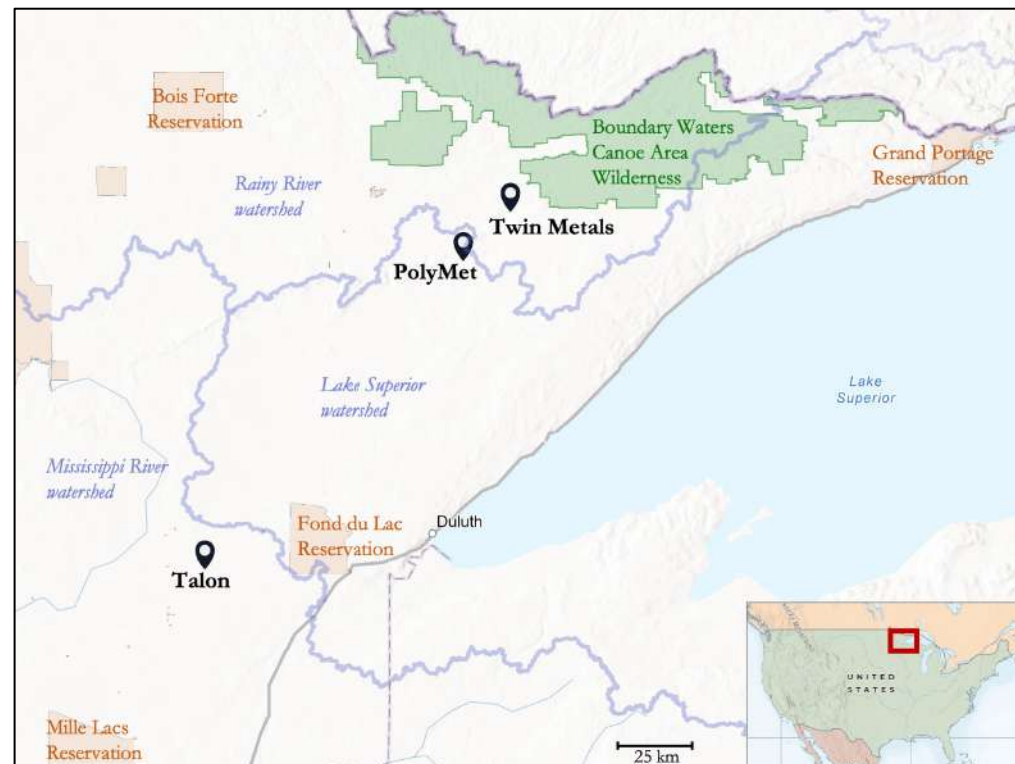 Bois Forte
Reservation
Boundary Waters
Canoe Area
Wilderness
Grand Portage
Reservation
Rainy River
watershed
Twin Metals
PolyMet
Lake Superior
watershed
Lake
Superior
Mississippi River
watershed
Fond du Lac
Reservation
Duluth
Talon
UNITED
STATES
Mille Lacs
Reservation
25 km